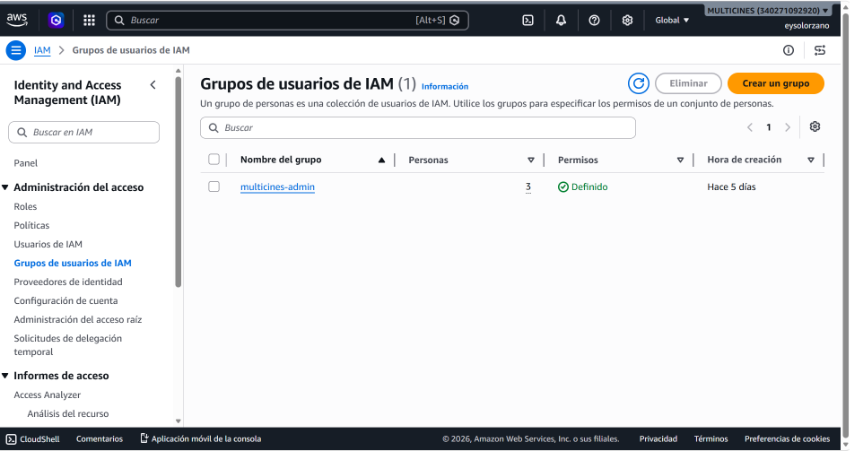 aws
Buscar
[Alt+S]
Global
MULTICINES (340271092920)
eysolorzano
IAM > Grupos de usuarios de IAM
Identity and Access Management (IAM)
Buscar en IAM
Panel
Administración del acceso
Roles
Políticas
Usuarios de IAM
Grupos de usuarios de IAM
Proveedores de identidad
Configuración de cuenta
Administración del acceso raíz
Solicitudes de delegación
temporal
Informes de acceso
Access Analyzer
Análisis del recurso
Grupos de usuarios de IAM (1) Información
Eliminar
Crear un grupo
Un grupo de personas es una colección de usuarios de IAM. Utilice los grupos para especificar los permisos de un conjunto de personas.
Buscar
1
Nombre del grupo
Personas
Permisos
Hora de creación
multicines-admin
3
Definido
Hace 5 días
CloudShell
Comentarios
Aplicación móvil de la consola
© 2026, Amazon Web Services, Inc. o sus filiales.
Privacidad
Términos
Preferencias de cookies